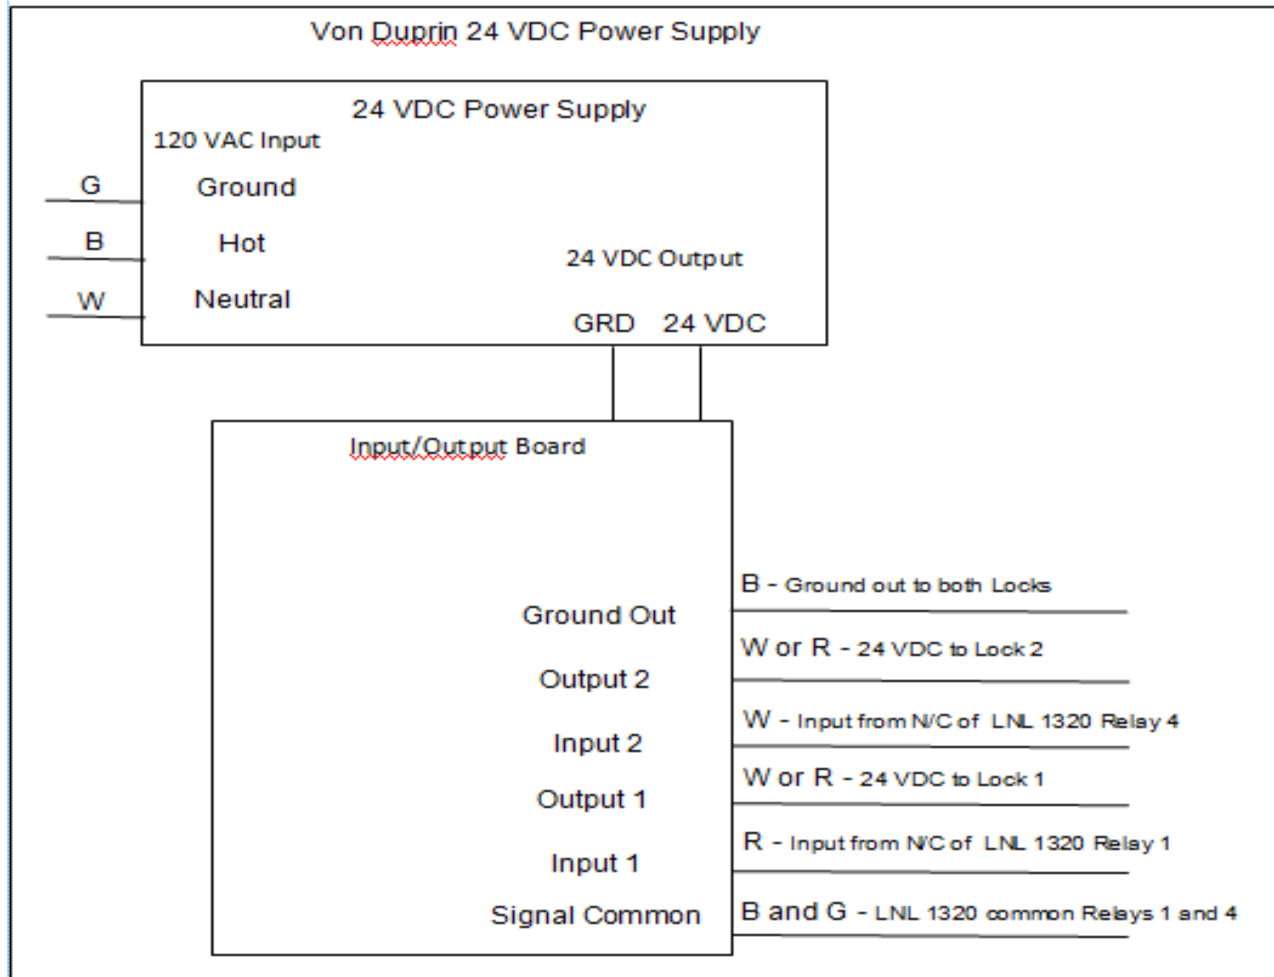 Von Duprin 24 VDC Power Supply
24 VDC Power Supply
120 VAC Input
G
Ground
B
Hot
24 VDC Output
W
Neutral
GRD
24 VDC
Input/Output Board
B - Ground out to both Locks
Ground Out
W or R - 24 VDC to Lock 2
Output 2
W - Input from N/C of LNL 1320 Relay 4
Input 2
W or R - 24 VDC to Lock 1
Output 1
R - Input from N/C of LNL 1320 Relay 1
Input 1
B and G - LNL 1320 common Relays 1 and 4
Signal Common